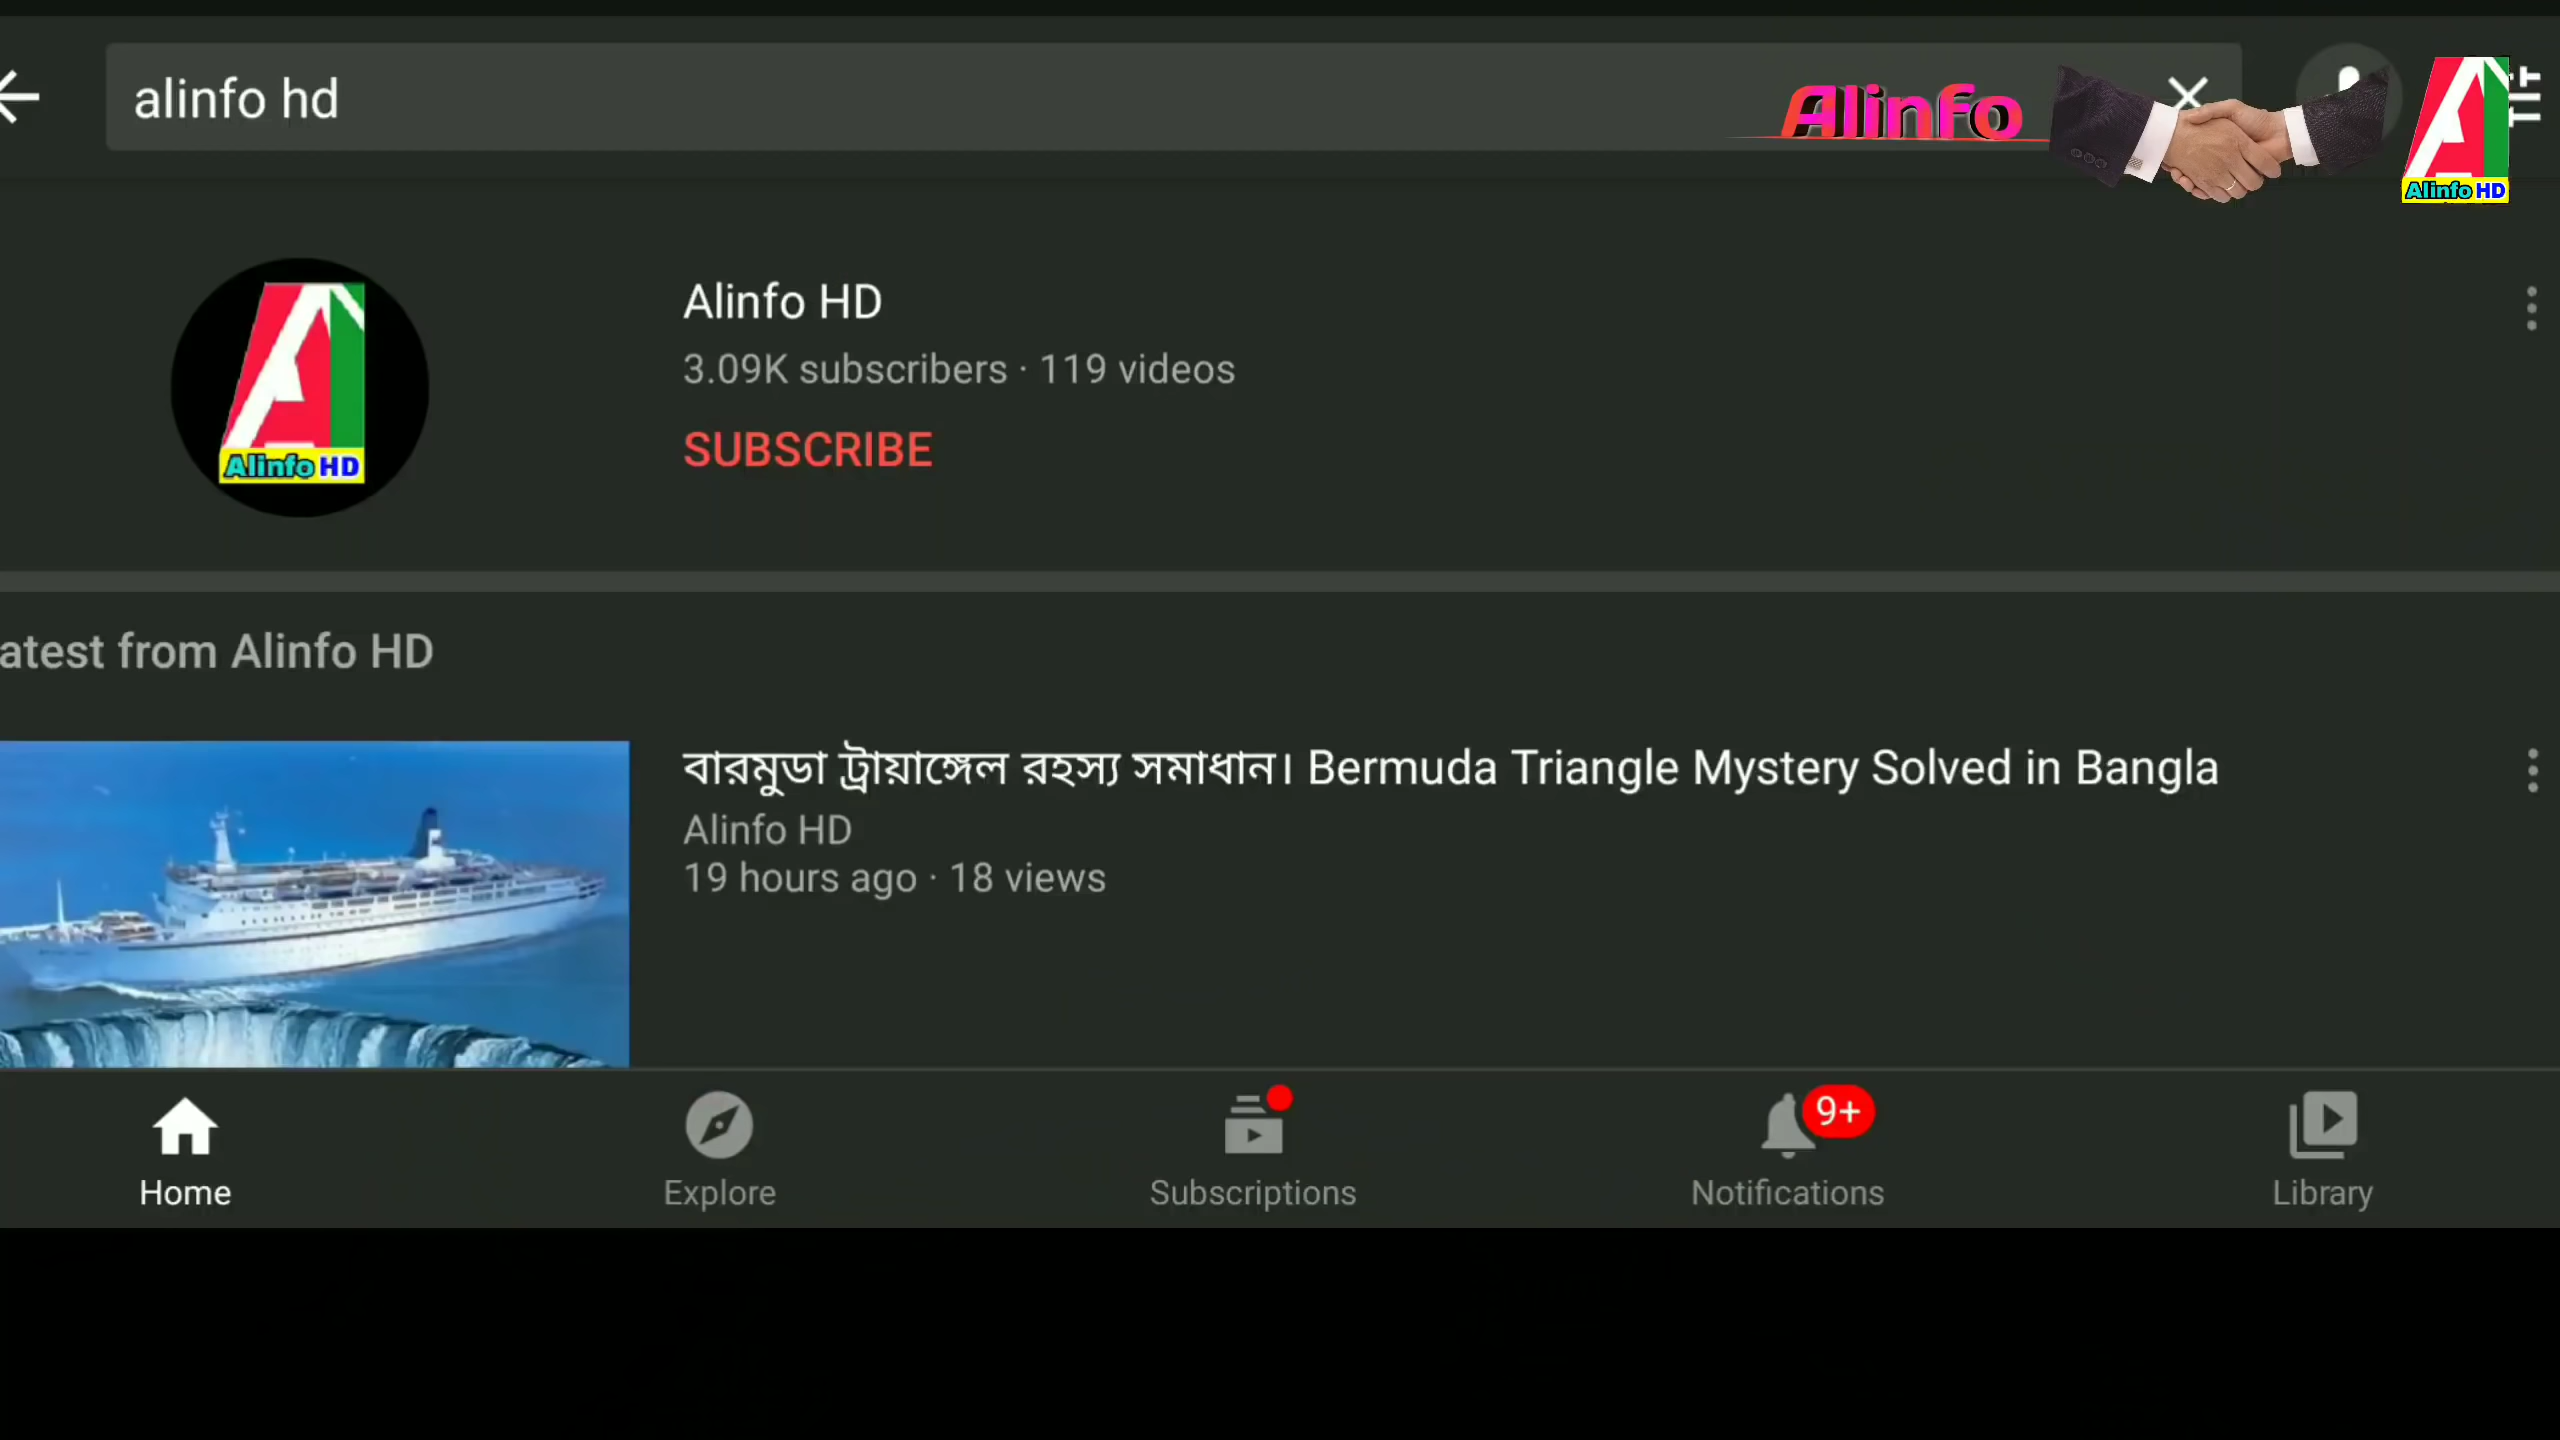 alinfo hd
Alinfo
Alinfo HD
Alinfo HD
3.09K subscribers · 119 videos
SUBSCRIBE
Alinfo HD
atest from Alinfo HD
বারমুডা ট্রায়াঙ্গেল রহস্য সমাধান। Bermuda Triangle Mystery Solved in Bangla
Alinfo HD
19 hours ago · 18 views
9+
Home
Explore
Subscriptions
Notifications
Library